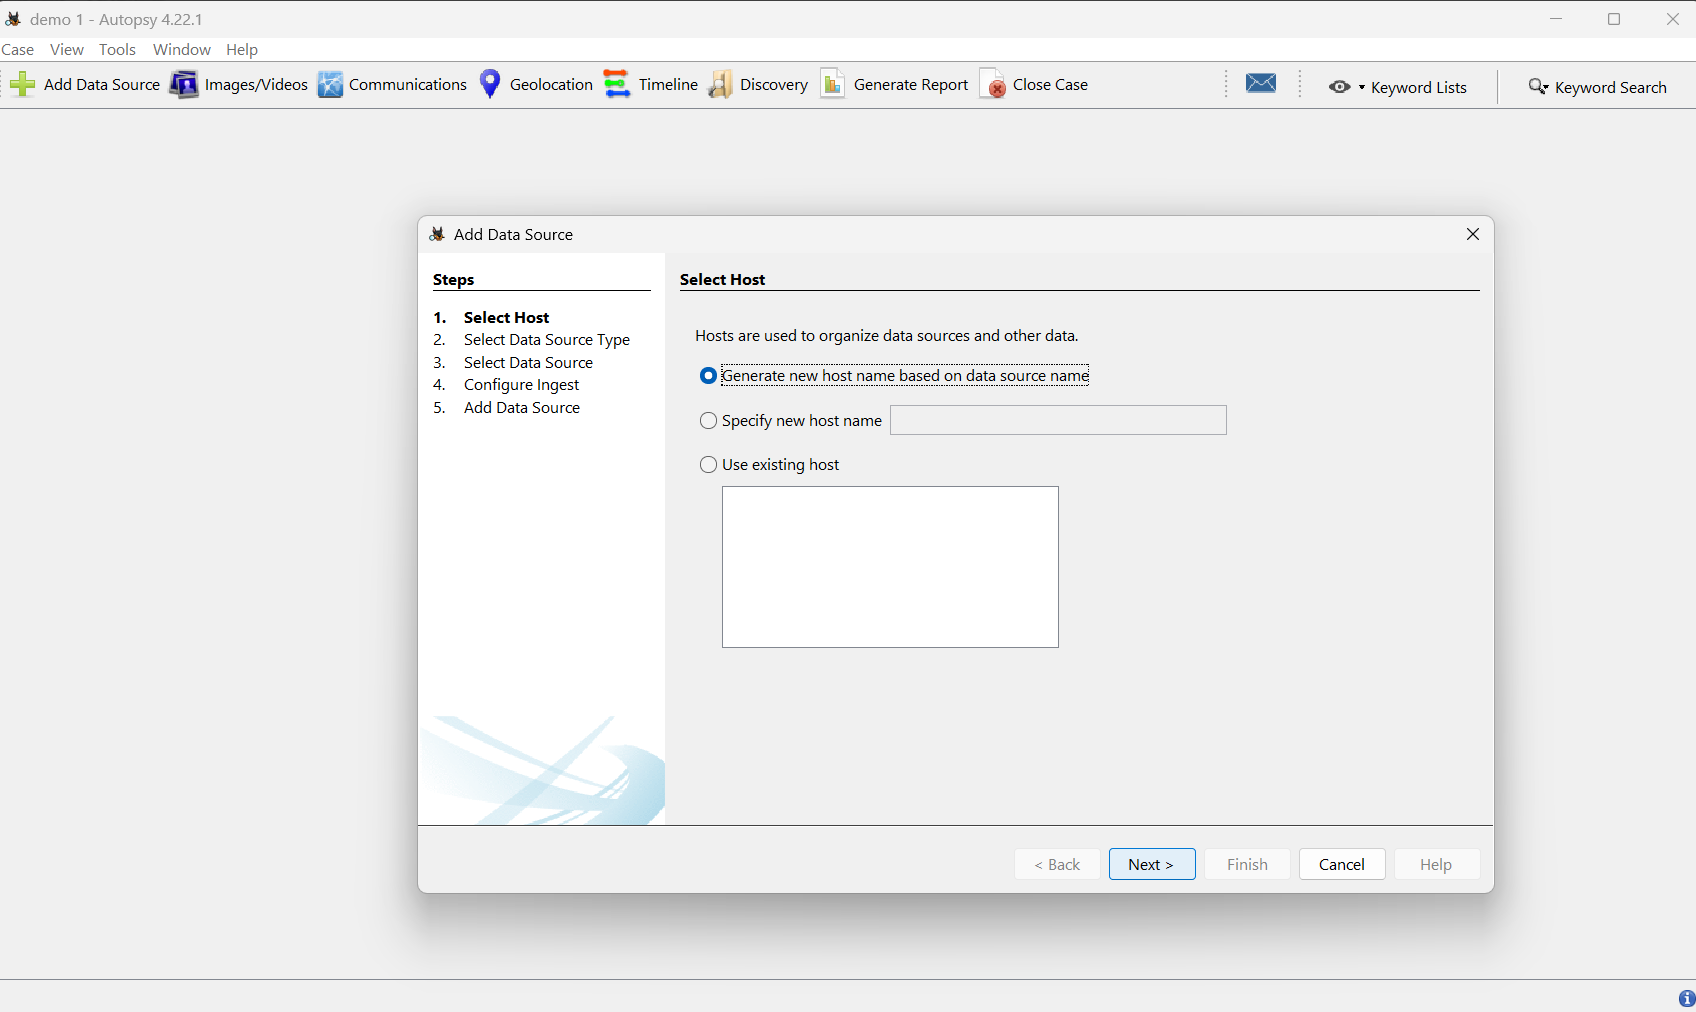 demo 1 - Autopsy 4.22.1
Case View Tools Window Help
Add Data Source Images/Videos Communications Geolocation Timeline Discovery Generate Report Close Case Keyword Lists Keyword Search
Add Data Source
Steps
1. Select Host
2. Select Data Source Type
3. Select Data Source
4. Configure Ingest
5. Add Data Source
Select Host
Hosts are used to organize data sources and other data.
Generate new host name based on data source name
Specify new host name
Use existing host
< Back Next > Finish Cancel Help